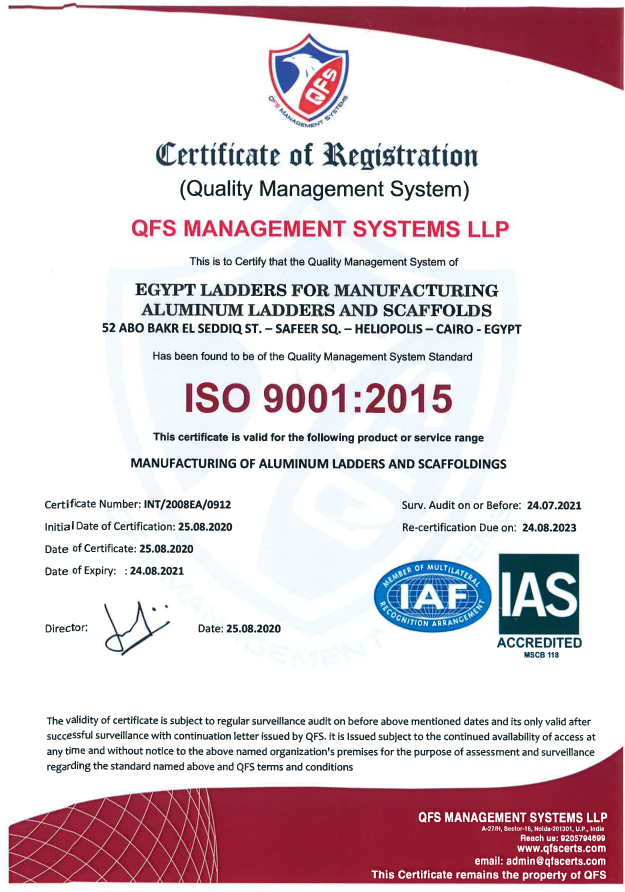 QFS
QFS MANAGEMENT SYSTEMS
Certificate of Registration
(Quality Management System)
QFS MANAGEMENT SYSTEMS LLP
This is to Certify that the Quality Management System of
EGYPT LADDERS FOR MANUFACTURING
ALUMINUM LADDERS AND SCAFFOLDS
52 ABO BAKR EL SEDDIQ ST. – SAFEER SQ. – HELIOPOLIS – CAIRO - EGYPT
Has been found to be of the Quality Management System Standard
ISO 9001:2015
This certificate is valid for the following product or service range
MANUFACTURING OF ALUMINUM LADDERS AND SCAFFOLDINGS
Certificate Number: INT/2008EA/0912
Surv. Audit on or Before: 24.07.2021
Initial Date of Certification: 25.08.2020
Re-certification Due on: 24.08.2023
Date of Certificate: 25.08.2020
Date of Expiry: : 24.08.2021
MEMBER OF MULTILATERAL
IAF
RECOGNITION ARRANGEMENT
IAS
ACCREDITED
MSCB 118
Director:
Date: 25.08.2020
The validity of certificate is subject to regular surveillance audit on before above mentioned dates and its only valid after
successful surveillance with continuation letter issued by QFS. it is Issued subject to the continued availability of access at
any time and without notice to the above named organization's premises for the purpose of assessment and surveillance
regarding the standard named above and QFS terms and conditions
QFS MANAGEMENT SYSTEMS LLP
A-27/H, Sector-16, Noida-201301, U.P., India
Reach us: 9205794699
www.qfscerts.com
email: admin@qfscerts.com
This Certificate remains the property of QFS